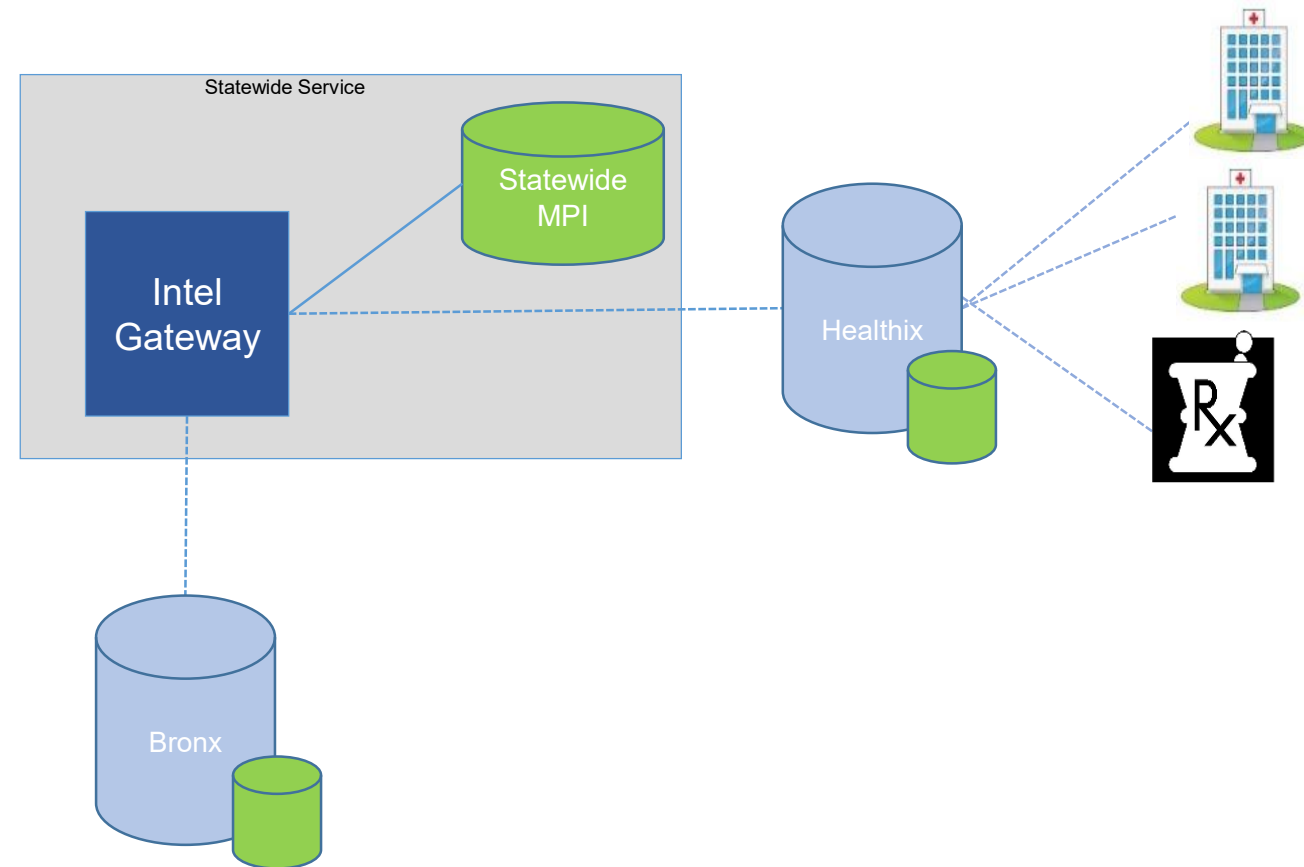 Statewide Service
Statewide
MPI
Intel
Gateway
Healthix
Rx
Bronx